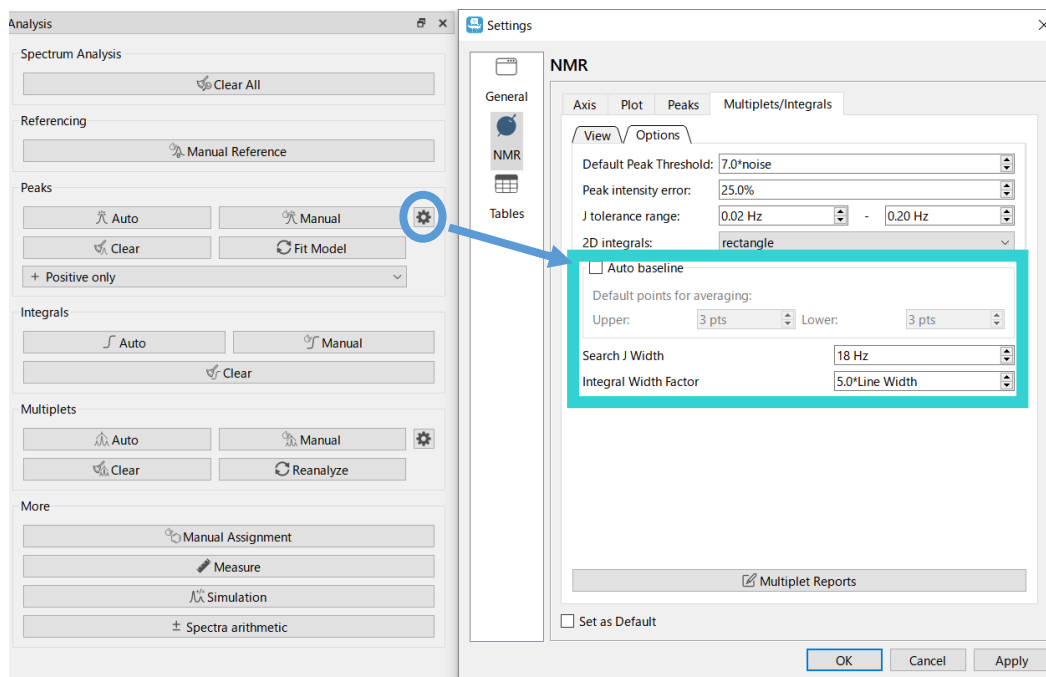 Analysis
Spectrum Analysis
Clear All
Referencing
Manual Reference
Peaks
Auto
Manual
Clear
Fit Model
+ Positive only
Integrals
Auto
Manual
Clear
Multiplets
Auto
Manual
Clear
Reanalyze
More
Manual Assignment
Measure
Simulation
± Spectra arithmetic
Settings
General
NMR
Tables
NMR
Axis Plot Peaks Multiplets/Integrals
View Options
Default Peak Threshold: 7.0*noise
Peak intensity error: 25.0%
J tolerance range: 0.02 Hz - 0.20 Hz
2D integrals: rectangle
Auto baseline
Default points for averaging:
Upper: 3 pts Lower: 3 pts
Search J Width 18 Hz
Integral Width Factor 5.0*Line Width
Multiplet Reports
Set as Default
OK Cancel Apply